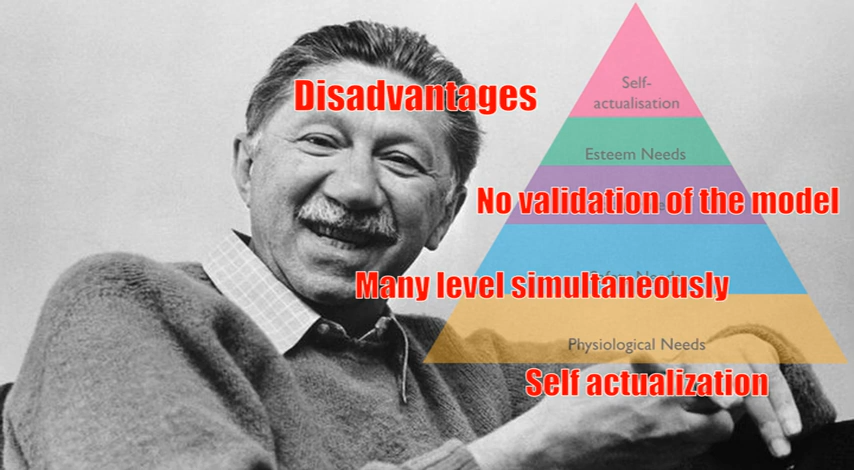 Disadvantages
Self-
actualisation
Esteem Needs
No validation of the model
Many level simultaneously
Physiological Needs
Self actualization